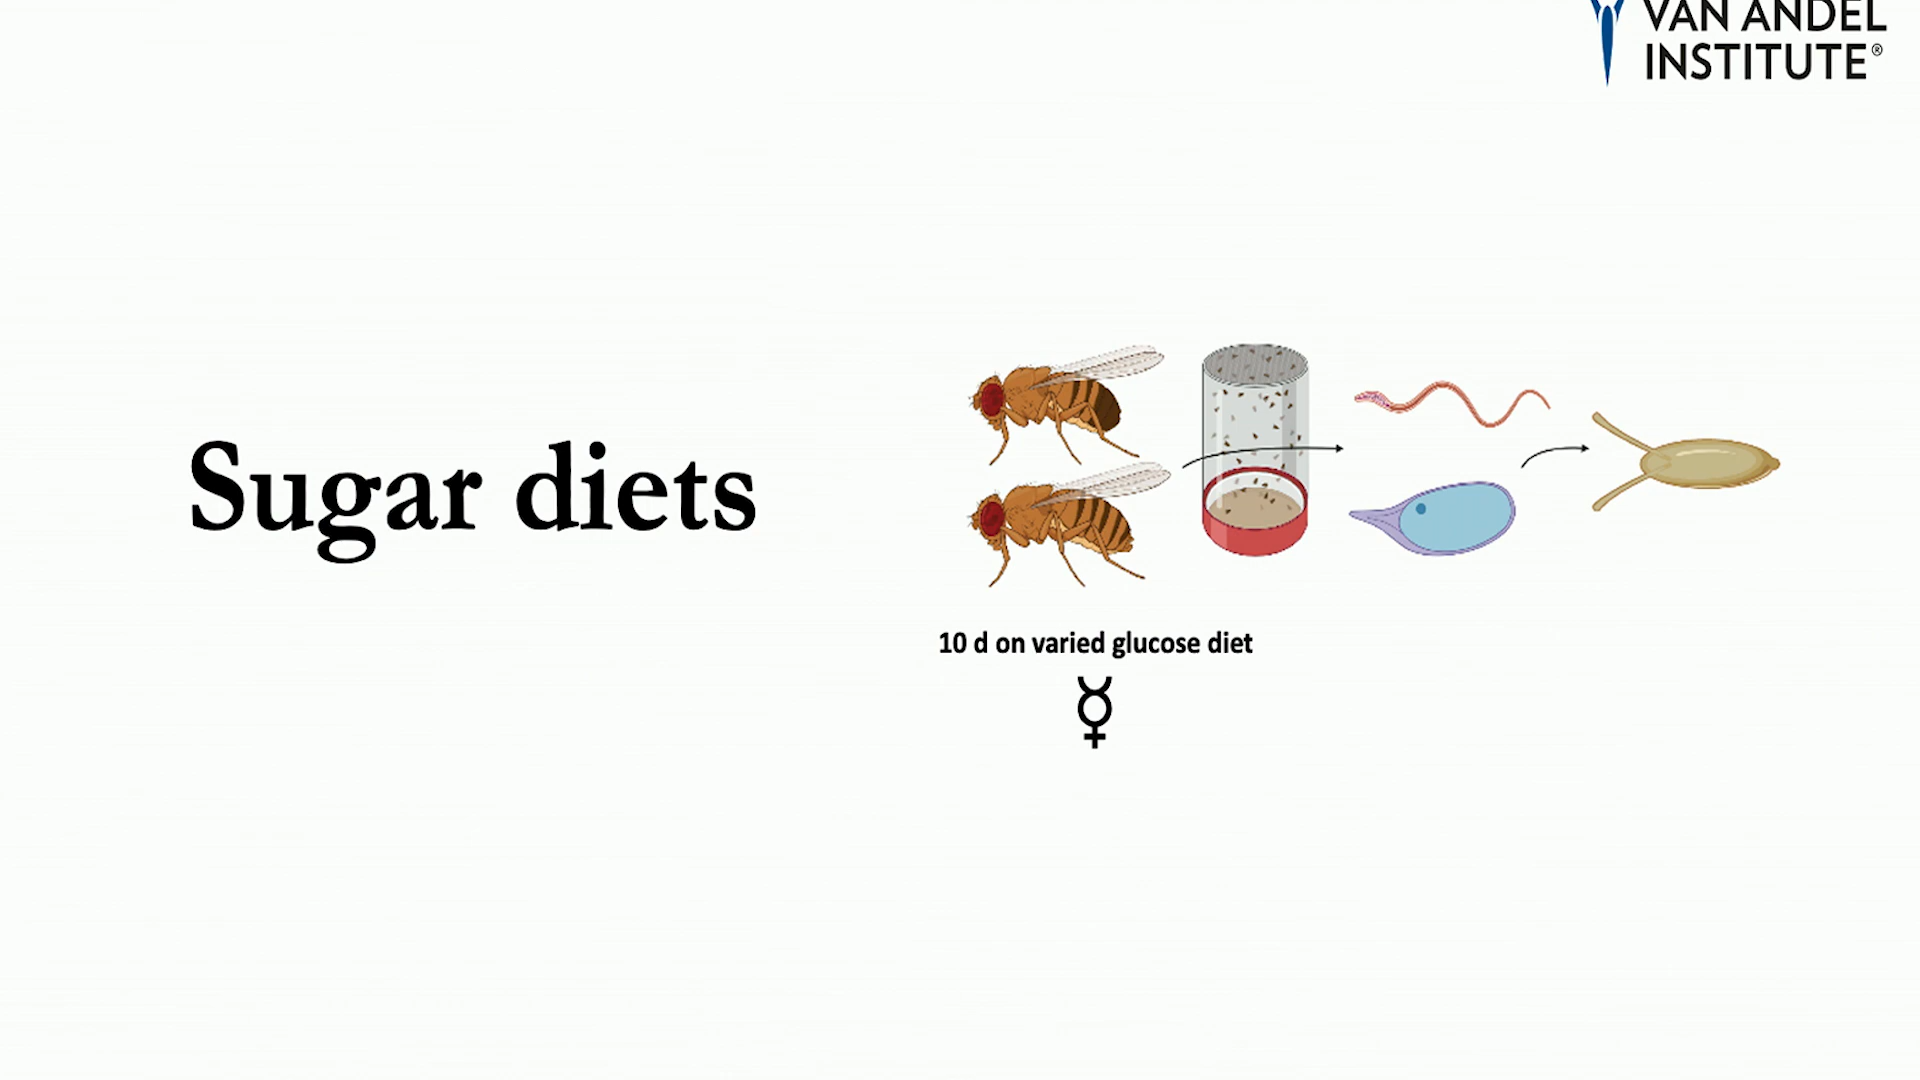 VAN ANDEL
INSTITUTE®
Sugar diets
10 d on varied glucose diet
☿